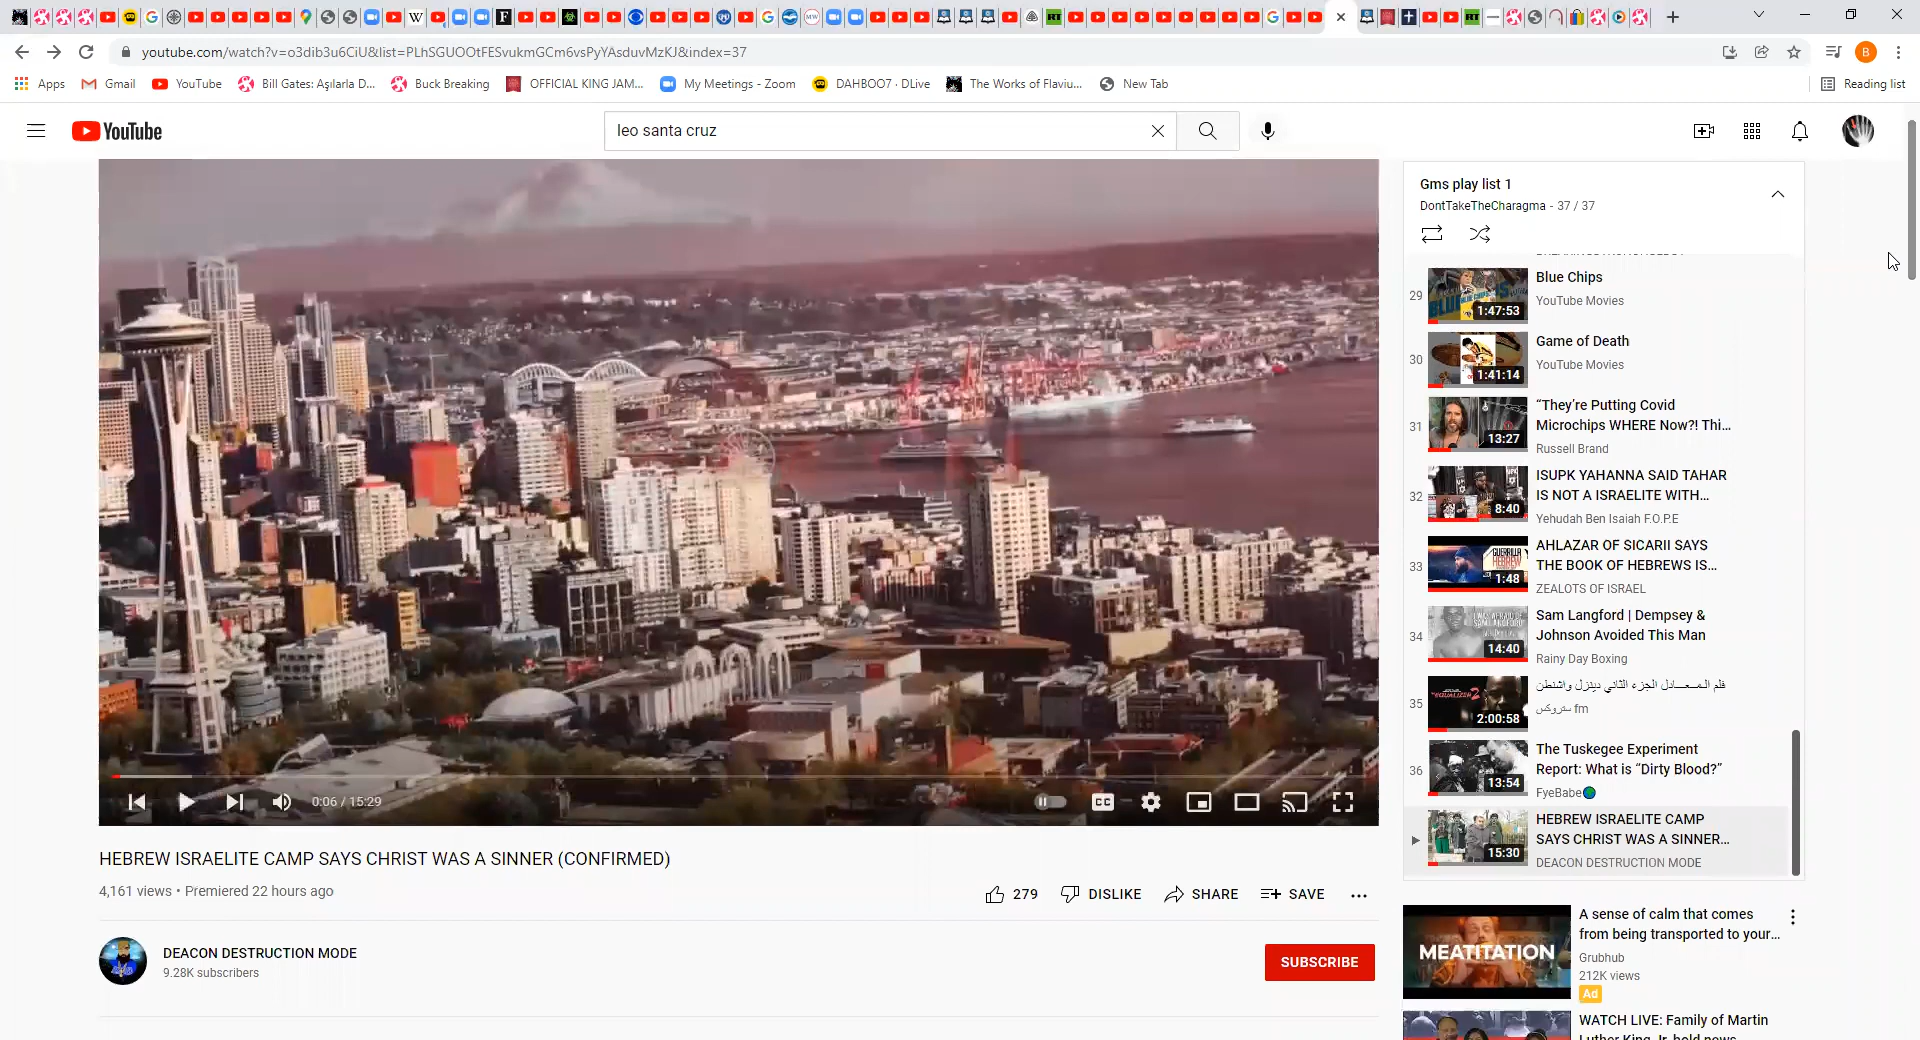 youtube.com/watch?v=o3dib3u6CiU&list=PLhSGUOOtFESvukmGCm6vsPyYAsduvMzKJ&index=37
B
Apps
Gmail
YouTube
Bill Gates: Aşılarla D...
Buck Breaking
OFFICIAL KING JAM...
My Meetings - Zoom
DAHBOO7 · DLive
The Works of Flaviu...
New Tab
Reading list
YouTube
leo santa cruz
Gms play list 1
DontTakeTheCharagma - 37 / 37
29
1:47:53
Blue Chips
YouTube Movies
30
1:41:14
Game of Death
YouTube Movies
31
13:27
“They’re Putting Covid
Microchips WHERE Now?! Thi...
Russell Brand
32
8:40
ISUPK YAHANNA SAID TAHAR
IS NOT A ISRAELITE WITH...
Yehudah Ben Isaiah F.O.P.E
33
1:48
AHLAZAR OF SICARII SAYS
THE BOOK OF HEBREWS IS...
ZEALOTS OF ISRAEL
34
14:40
Sam Langford | Dempsey &
Johnson Avoided This Man
Rainy Day Boxing
35
2:00:58
فلم الـمــعــــادل الجزء الثاني دينزل واشنطن
ستروكس fm
36
13:54
The Tuskegee Experiment
Report: What is “Dirty Blood?”
FyeBabe
15:30
HEBREW ISRAELITE CAMP
SAYS CHRIST WAS A SINNER...
DEACON DESTRUCTION MODE
0:06 / 15:29
CC
HEBREW ISRAELITE CAMP SAYS CHRIST WAS A SINNER (CONFIRMED)
4,161 views • Premiered 22 hours ago
279
DISLIKE
SHARE
SAVE
DEACON DESTRUCTION MODE
9.28K subscribers
SUBSCRIBE
MEATITATION
A sense of calm that comes
from being transported to your...
Grubhub
212K views
Ad
WATCH LIVE: Family of Martin
Luther King, Jr. hold news